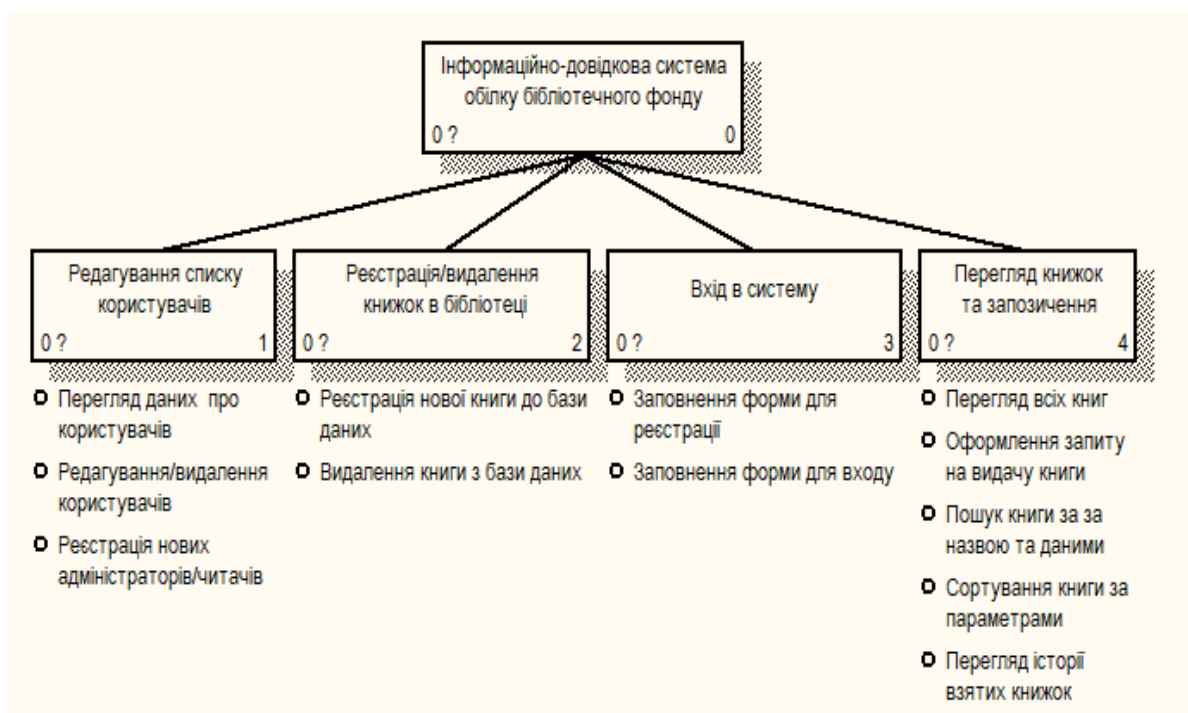 Інформаційно-довідкова система
обілку бібліотечного фонду
0 ? 0
Редагування списку
користувачів
0 ? 1
Реєстрація/видалення
книжок в бібліотеці
0 ? 2
Вхід в систему
0 ? 3
Перегляд книжок
та запозичення
0 ? 4
Перегляд даних про
користувачів
Редагування/видалення
користувачів
Реєстрація нових
адміністраторів/читачів
Реєстрація нової книги до бази
даних
Видалення книги з бази даних
Заповнення форми для
реєстрації
Заповнення форми для входу
Перегляд всіх книг
Оформлення запиту
на видачу книги
Пошук книги за за
назвою та даними
Сортування книги за
параметрами
Перегляд історії
взятих книжок